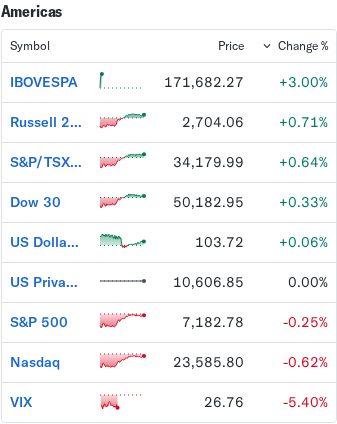 Americas
Symbol Price Change %
IBOVESPA 171,682.27 +3.00%
Russell 2... 2,704.06 +0.71%
S&P/TSX... 34,179.99 +0.64%
Dow 30 50,182.95 +0.33%
US Dolla... 103.72 +0.06%
US Priva... 10,606.85 0.00%
S&P 500 7,182.78 -0.25%
Nasdaq 23,585.80 -0.62%
VIX 26.76 -5.40%